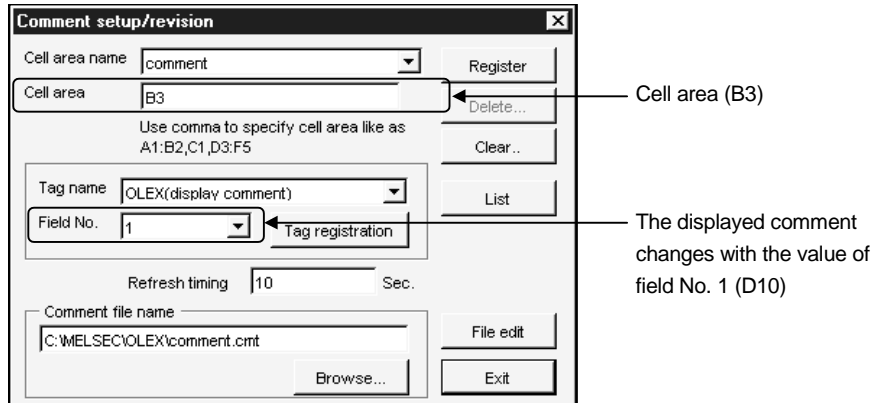 Comment setup/revision
Cell area name comment Register
Cell area B3 Cell area (B3)
Delete...
Use comma to specify cell area like as
A1:B2,C1,D3:F5 Clear..
Tag name OLEX(display comment) List
Field No. 1 Tag registration
The displayed comment
changes with the value of
field No. 1 (D10)
Refresh timing 10 Sec.
Comment file name
C:\MELSEC\OLEX\comment.cmt File edit
Browse... Exit